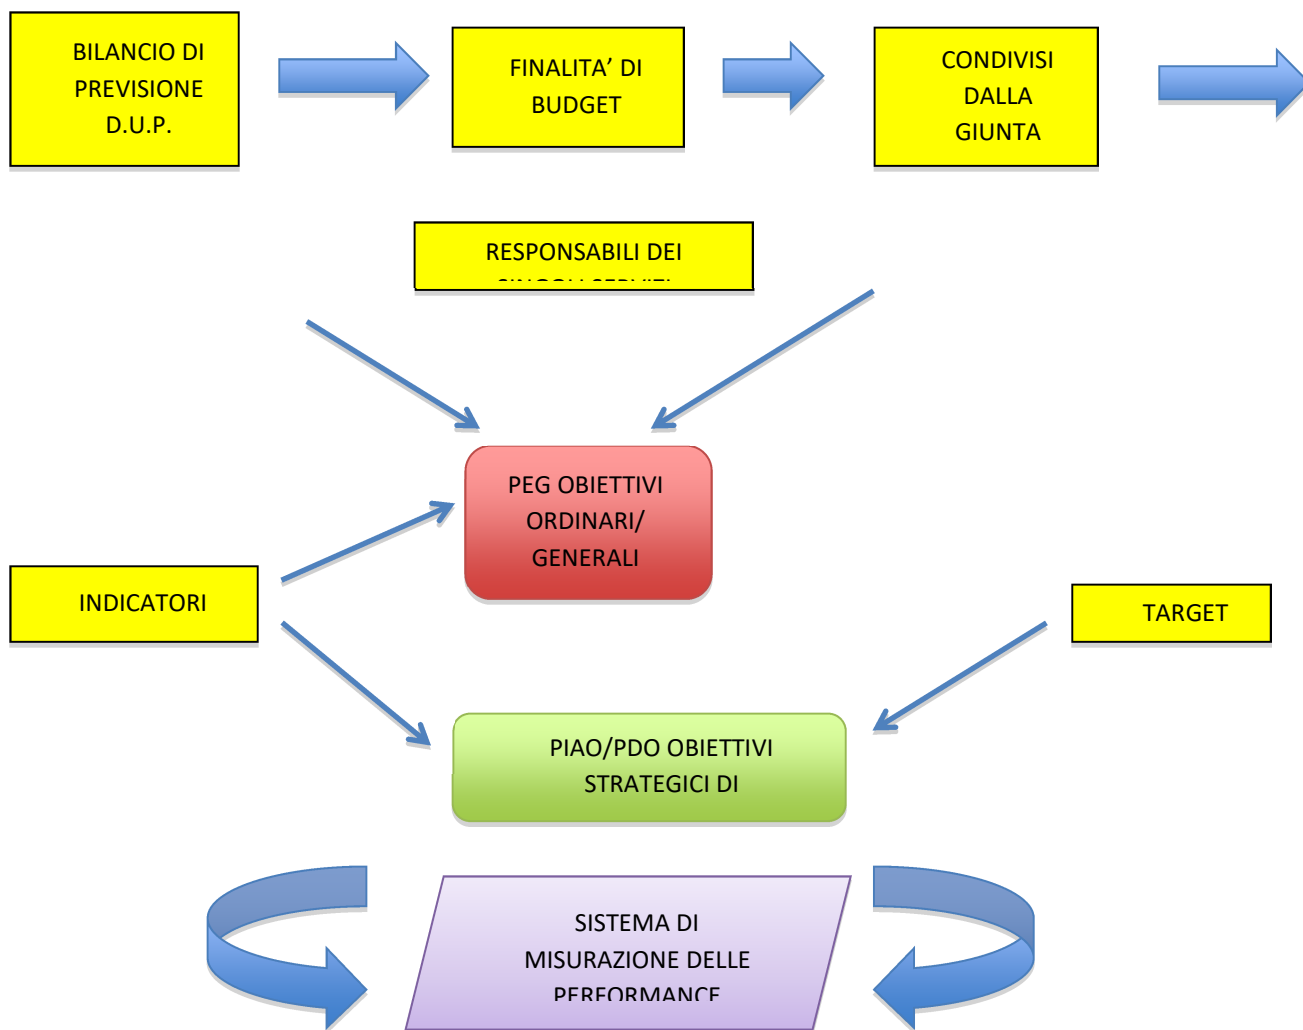 BILANCIO DI
PREVISIONE
D.U.P.
FINALITA’ DI
BUDGET
CONDIVISI
DALLA
GIUNTA
RESPONSABILI DEI
PEG OBIETTIVI
ORDINARI/
GENERALI
INDICATORI
TARGET
PIAO/PDO OBIETTIVI
STRATEGICI DI
SISTEMA DI
MISURAZIONE DELLE
PERFORMANCE